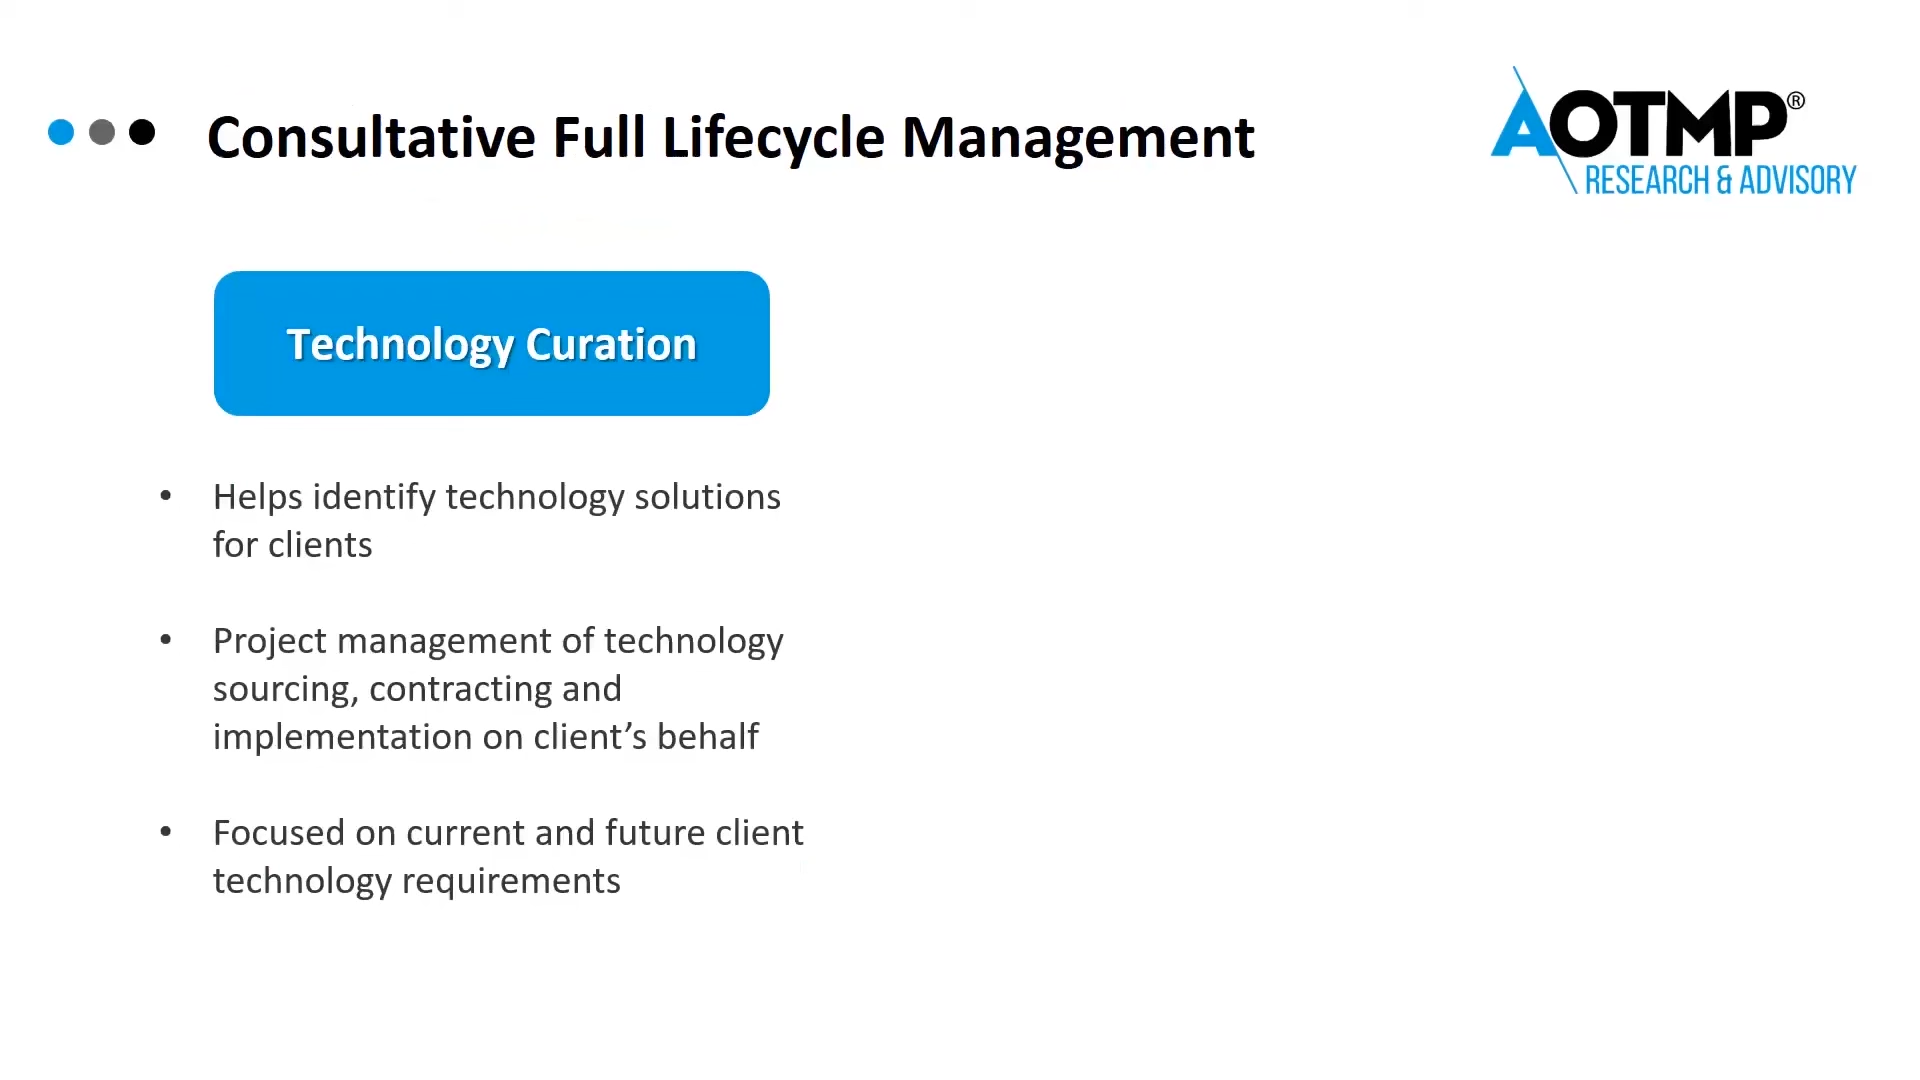 Consultative Full Lifecycle Management
AOTMP®
RESEARCH & ADVISORY
Technology Curation
• Helps identify technology solutions
for clients
• Project management of technology
sourcing, contracting and
implementation on client’s behalf
• Focused on current and future client
technology requirements